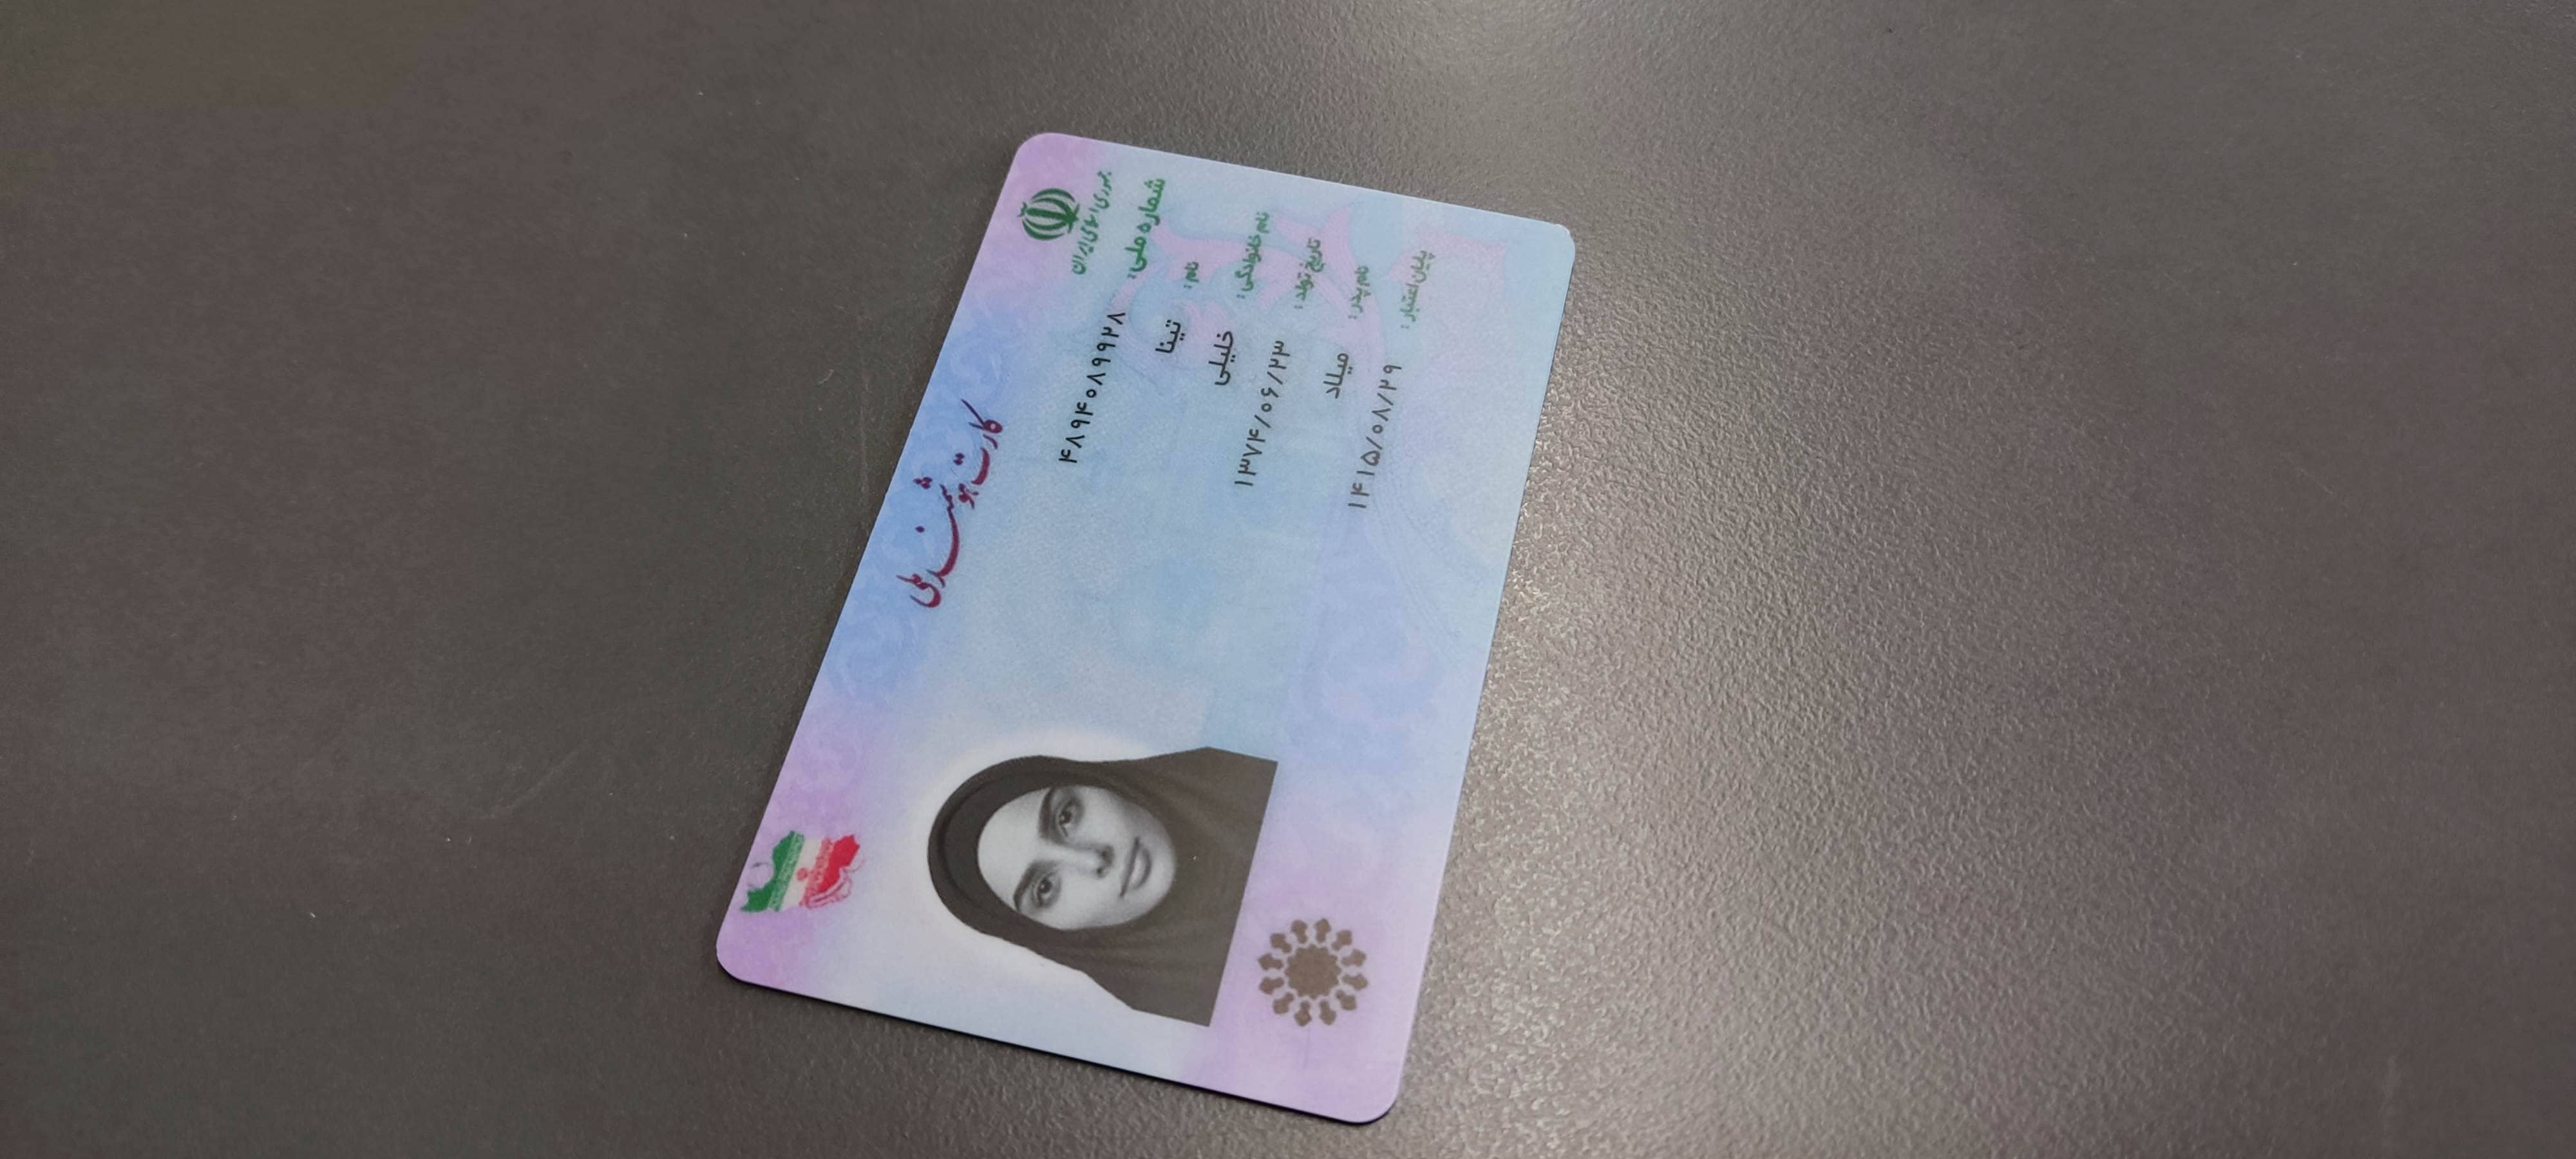 جمهوری اسلامی ایران
کارت هوشمند ملی
شماره ملی: ۴۸۹۴۰۸۹۹۲۸
نام: تینا
نام خانوادگی: خلیلی
تاریخ تولد: ۱۳۷۴/۰۶/۲۳
نام پدر: میلاد
پایان اعتبار: ۱۴۱۵/۰۸/۲۹